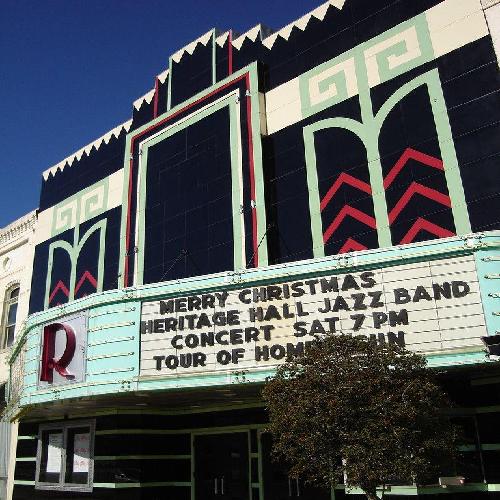 R
MERRY CHRISTMAS
HERITAGE HALL JAZZ BAND
CONCERT SAT 7 PM
TOUR OF